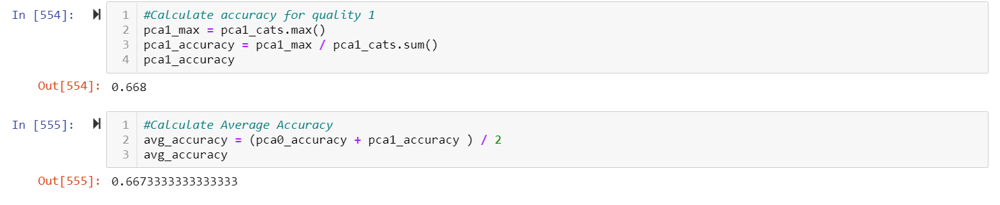 In [554]:
1 #Calculate accuracy for quality 1
2 pca1_max = pca1_cats.max()
3 pca1_accuracy = pca1_max / pca1_cats.sum()
4 pca1_accuracy
Out[554]: 0.668
In [555]:
1 #Calculate Average Accuracy
2 avg_accuracy = (pca0_accuracy + pca1_accuracy ) / 2
3 avg_accuracy
Out[555]: 0.6673333333333333